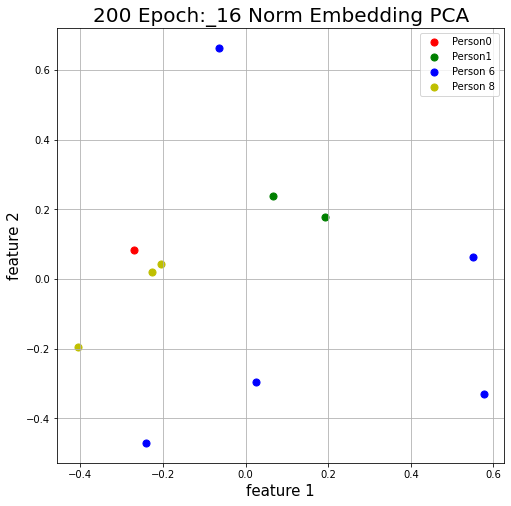 200 Epoch:_16 Norm Embedding PCA
Person0
Person1
Person 6
Person 8
feature 2
0.6
0.4
0.2
0.0
−0.2
−0.4
−0.4
−0.2
0.0
0.2
0.4
0.6
feature 1